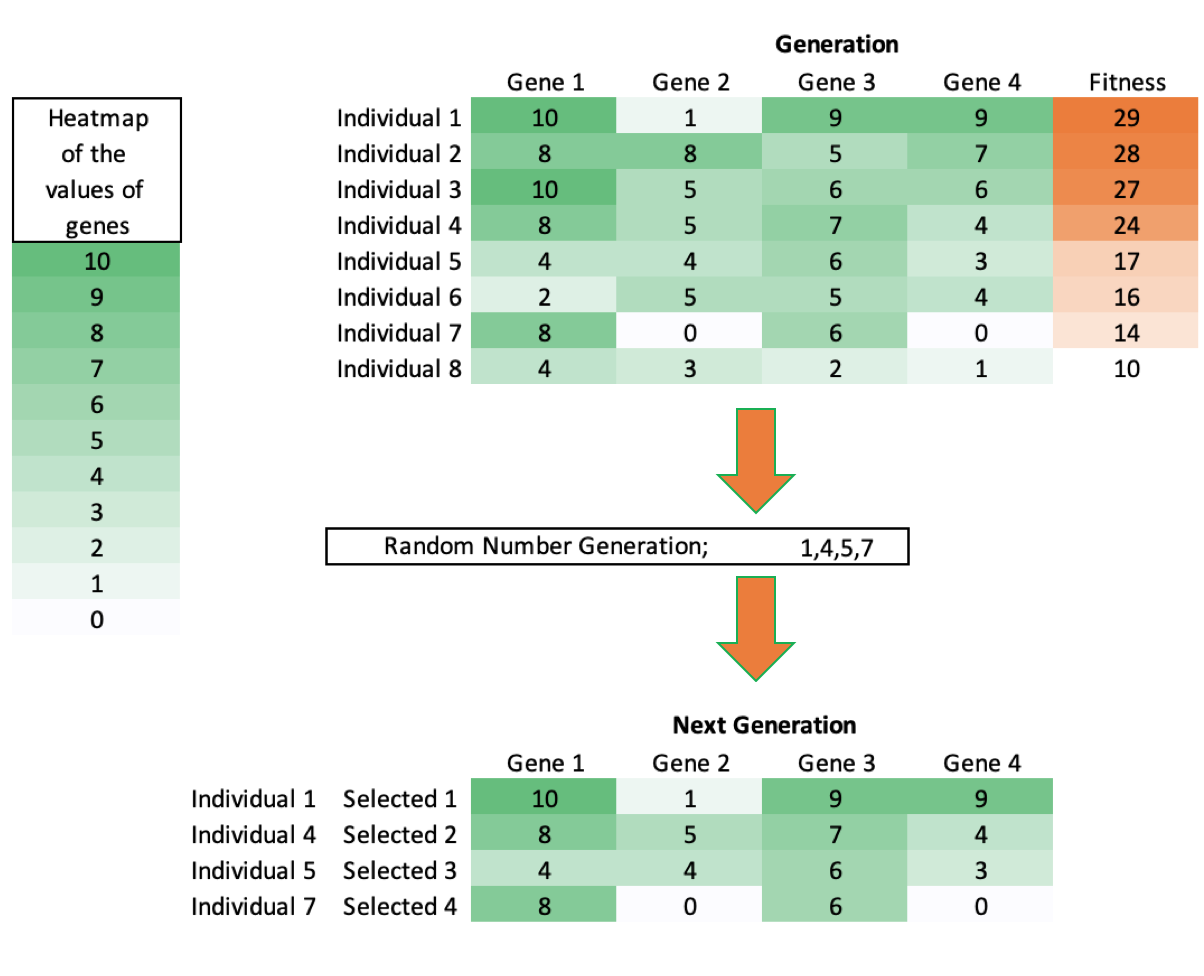 Generation
Gene 1 Gene 2 Gene 3 Gene 4 Fitness
Heatmap
of the
values of
genes
10
9
8
7
6
5
4
3
2
1
0
Individual 1 10 1 9 9 29
Individual 2 8 8 5 7 28
Individual 3 10 5 6 6 27
Individual 4 8 5 7 4 24
Individual 5 4 4 6 3 17
Individual 6 2 5 5 4 16
Individual 7 8 0 6 0 14
Individual 8 4 3 2 1 10
Random Number Generation; 1,4,5,7
Next Generation
Gene 1 Gene 2 Gene 3 Gene 4
Individual 1 Selected 1 10 1 9 9
Individual 4 Selected 2 8 5 7 4
Individual 5 Selected 3 4 4 6 3
Individual 7 Selected 4 8 0 6 0